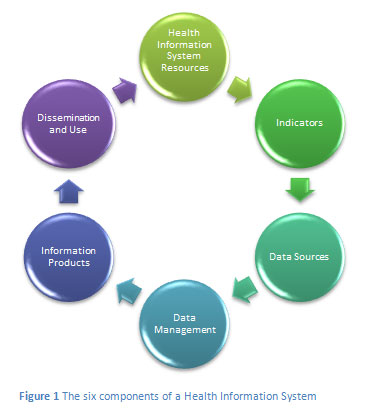 Health
Information
System
Resources
Indicators
Data Sources
Data
Management
Information
Products
Dissemination
and Use
Figure 1 The six components of a Health Information System